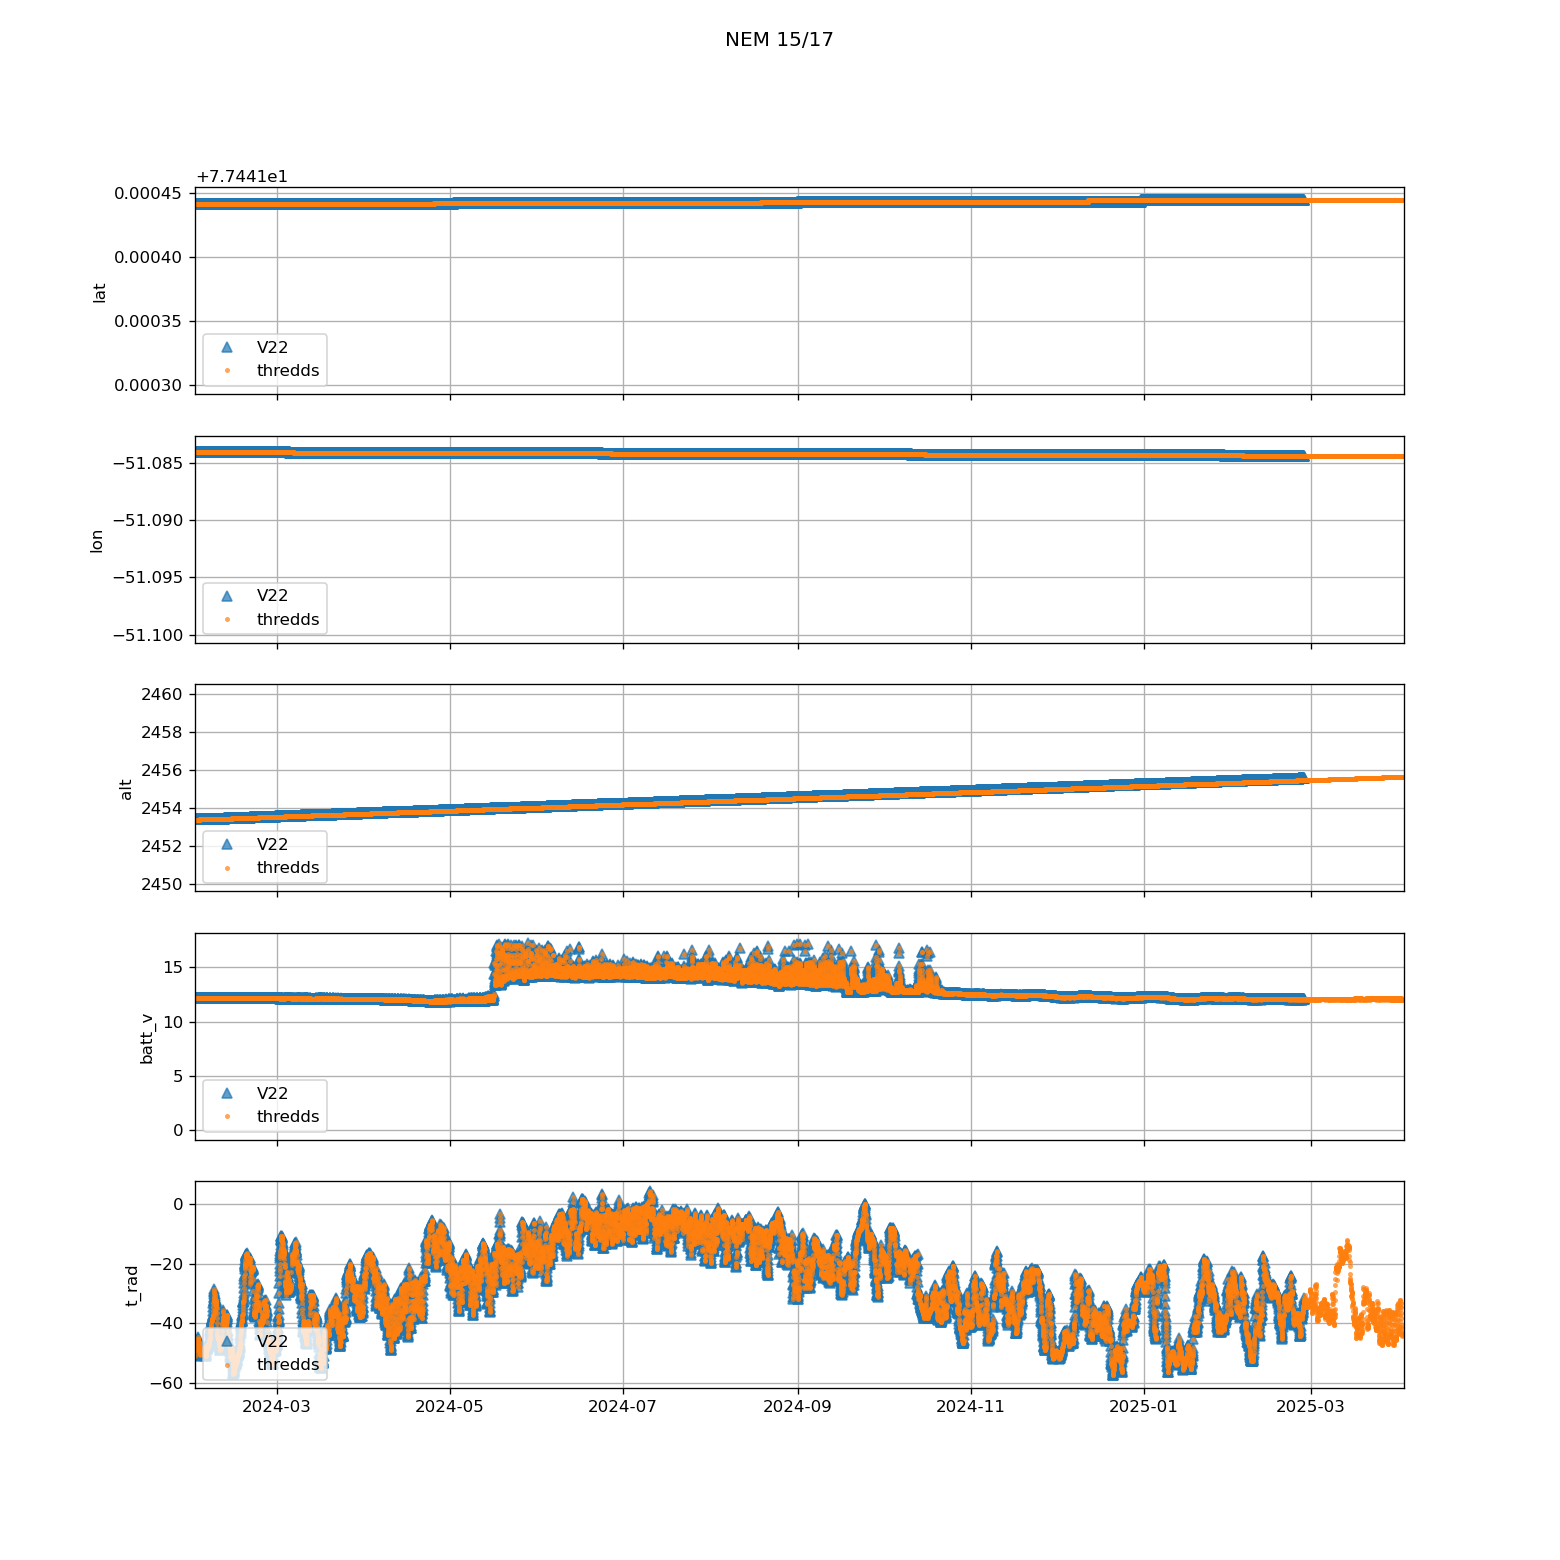 NEM 15/17
+7.7441e1
0.00045
0.00040
0.00035
0.00030
lat
V22
thredds
−51.085
−51.090
−51.095
−51.100
lon
V22
thredds
2460
2458
2456
2454
2452
2450
alt
V22
thredds
15
10
5
0
batt_v
V22
thredds
0
−20
−40
−60
t_rad
V22
thredds
2024-03 2024-05 2024-07 2024-09 2024-11 2025-01 2025-03